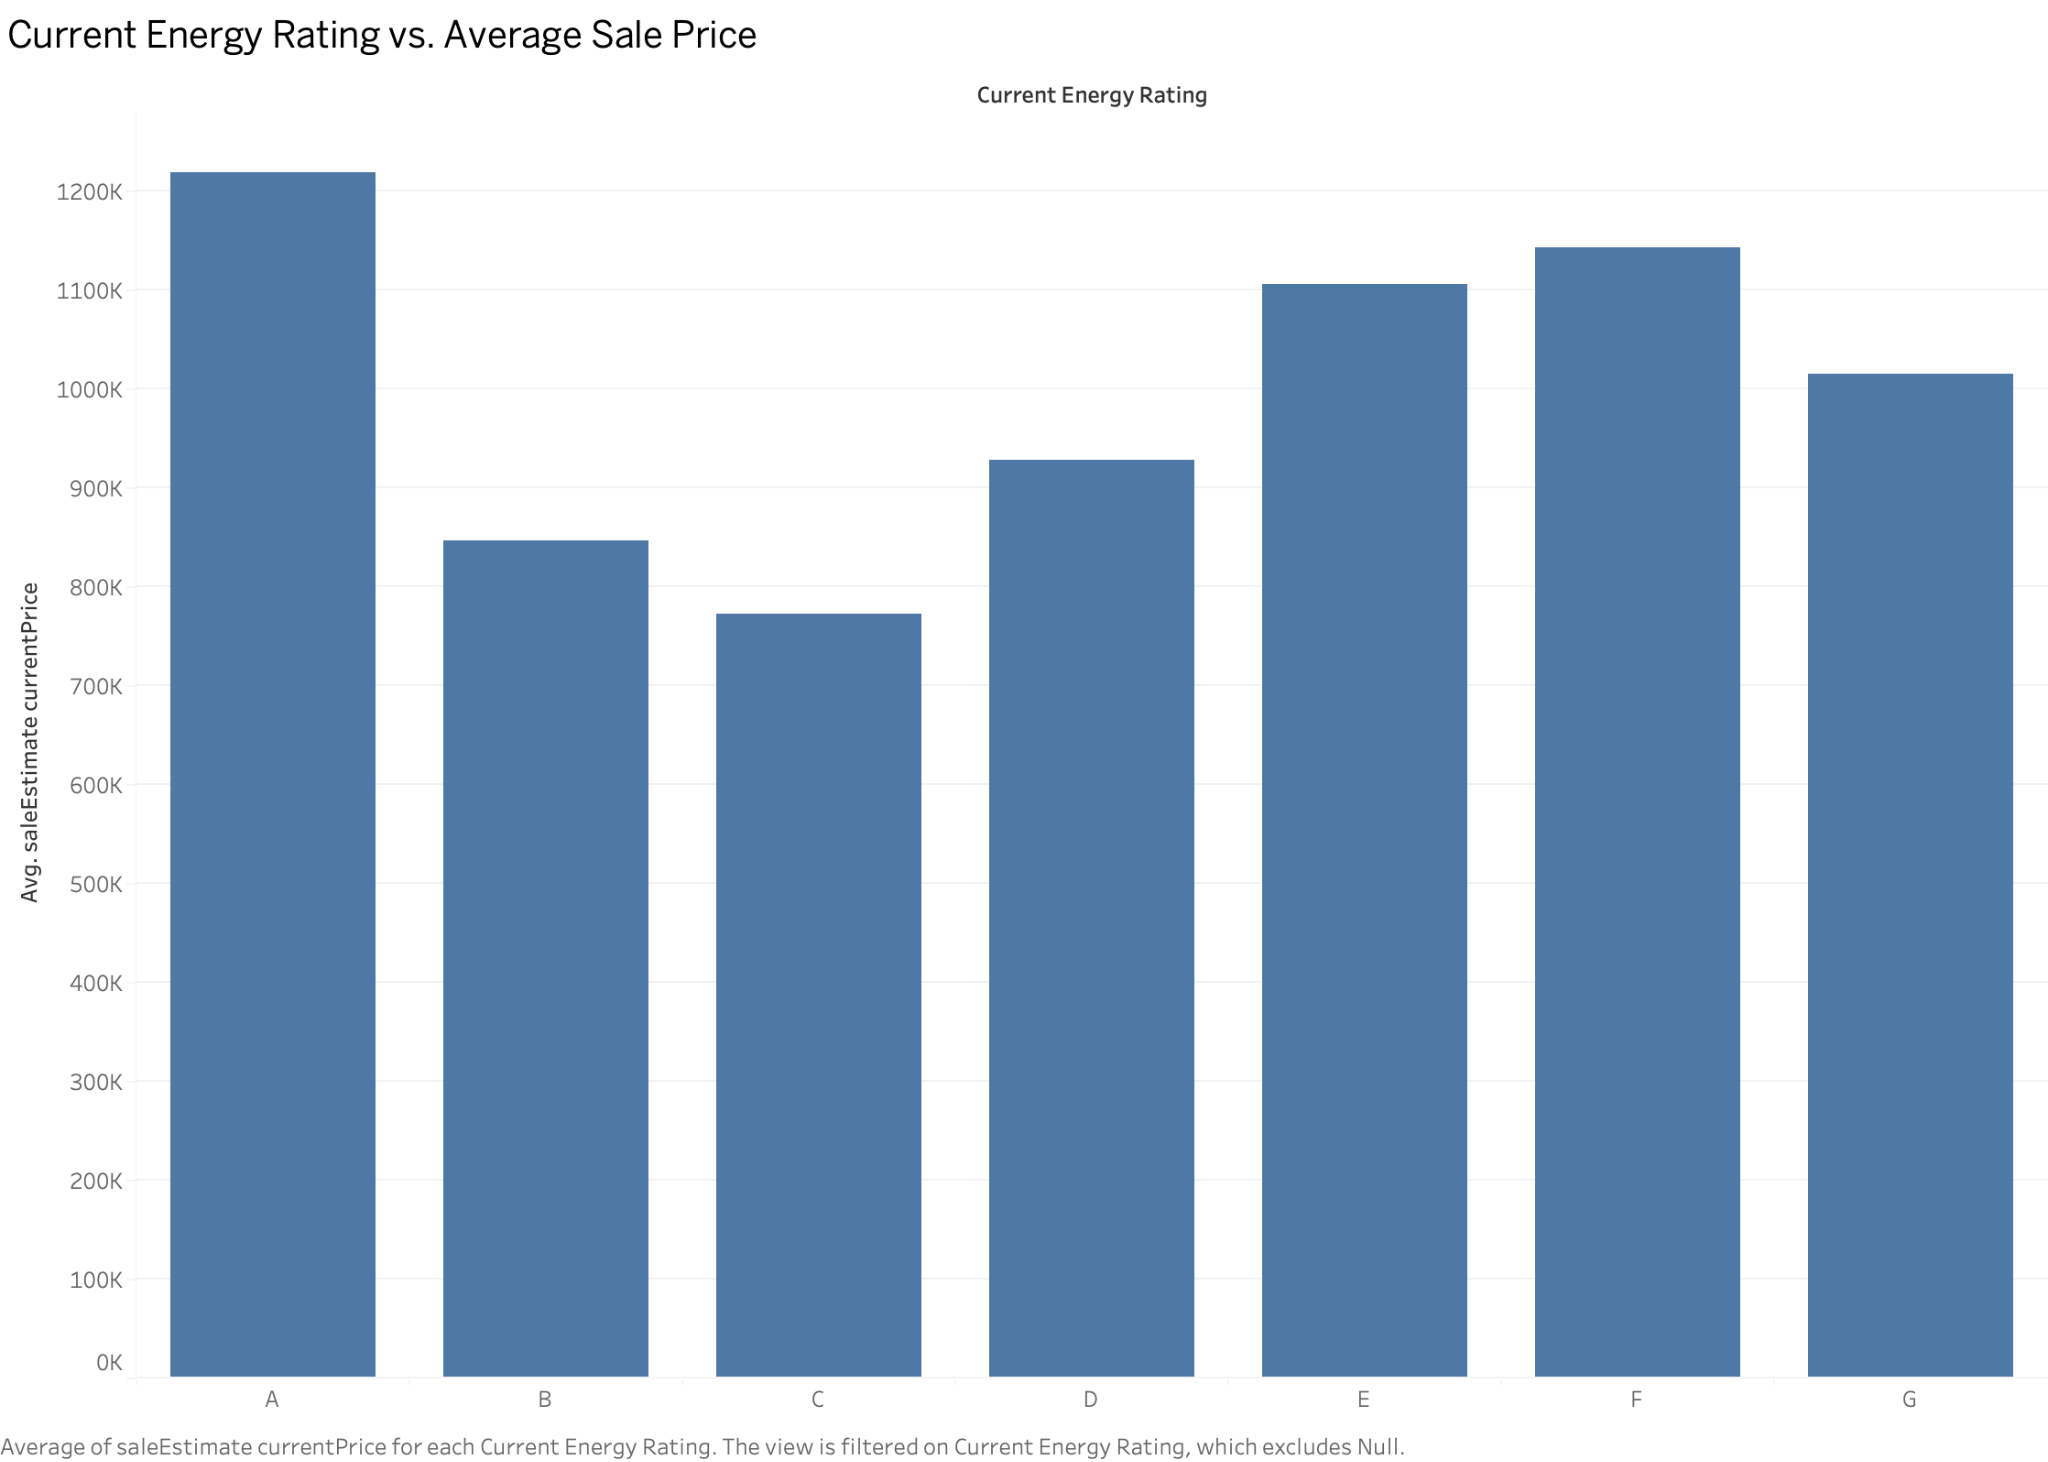 Current Energy Rating vs. Average Sale Price
Current Energy Rating
1200K
1100K
1000K
900K
800K
700K
600K
500K
400K
300K
200K
100K
0K
Avg. saleEstimate currentPrice
A B C D E F G
Average of saleEstimate currentPrice for each Current Energy Rating. The view is filtered on Current Energy Rating, which excludes Null.